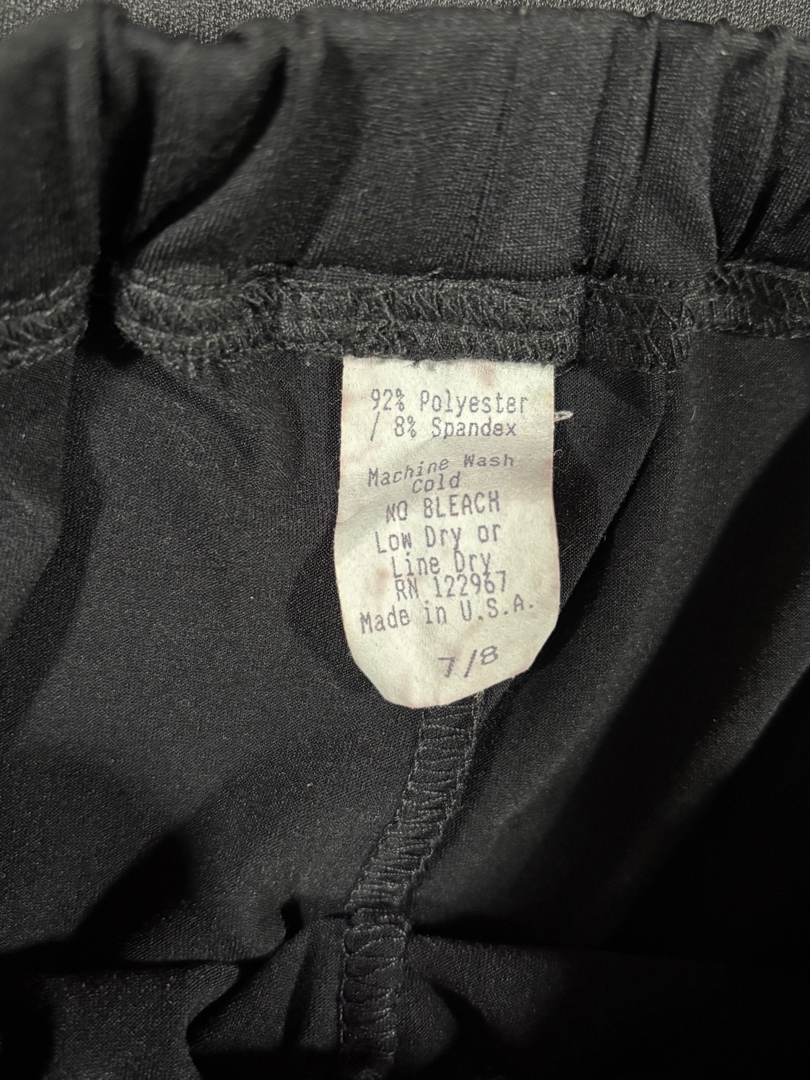 92% Polyester
/ 8% Spandex
Machine Wash
Cold
NO BLEACH
Low Dry or
Line Dry
RN 122967
Made in U.S.A.
7/8